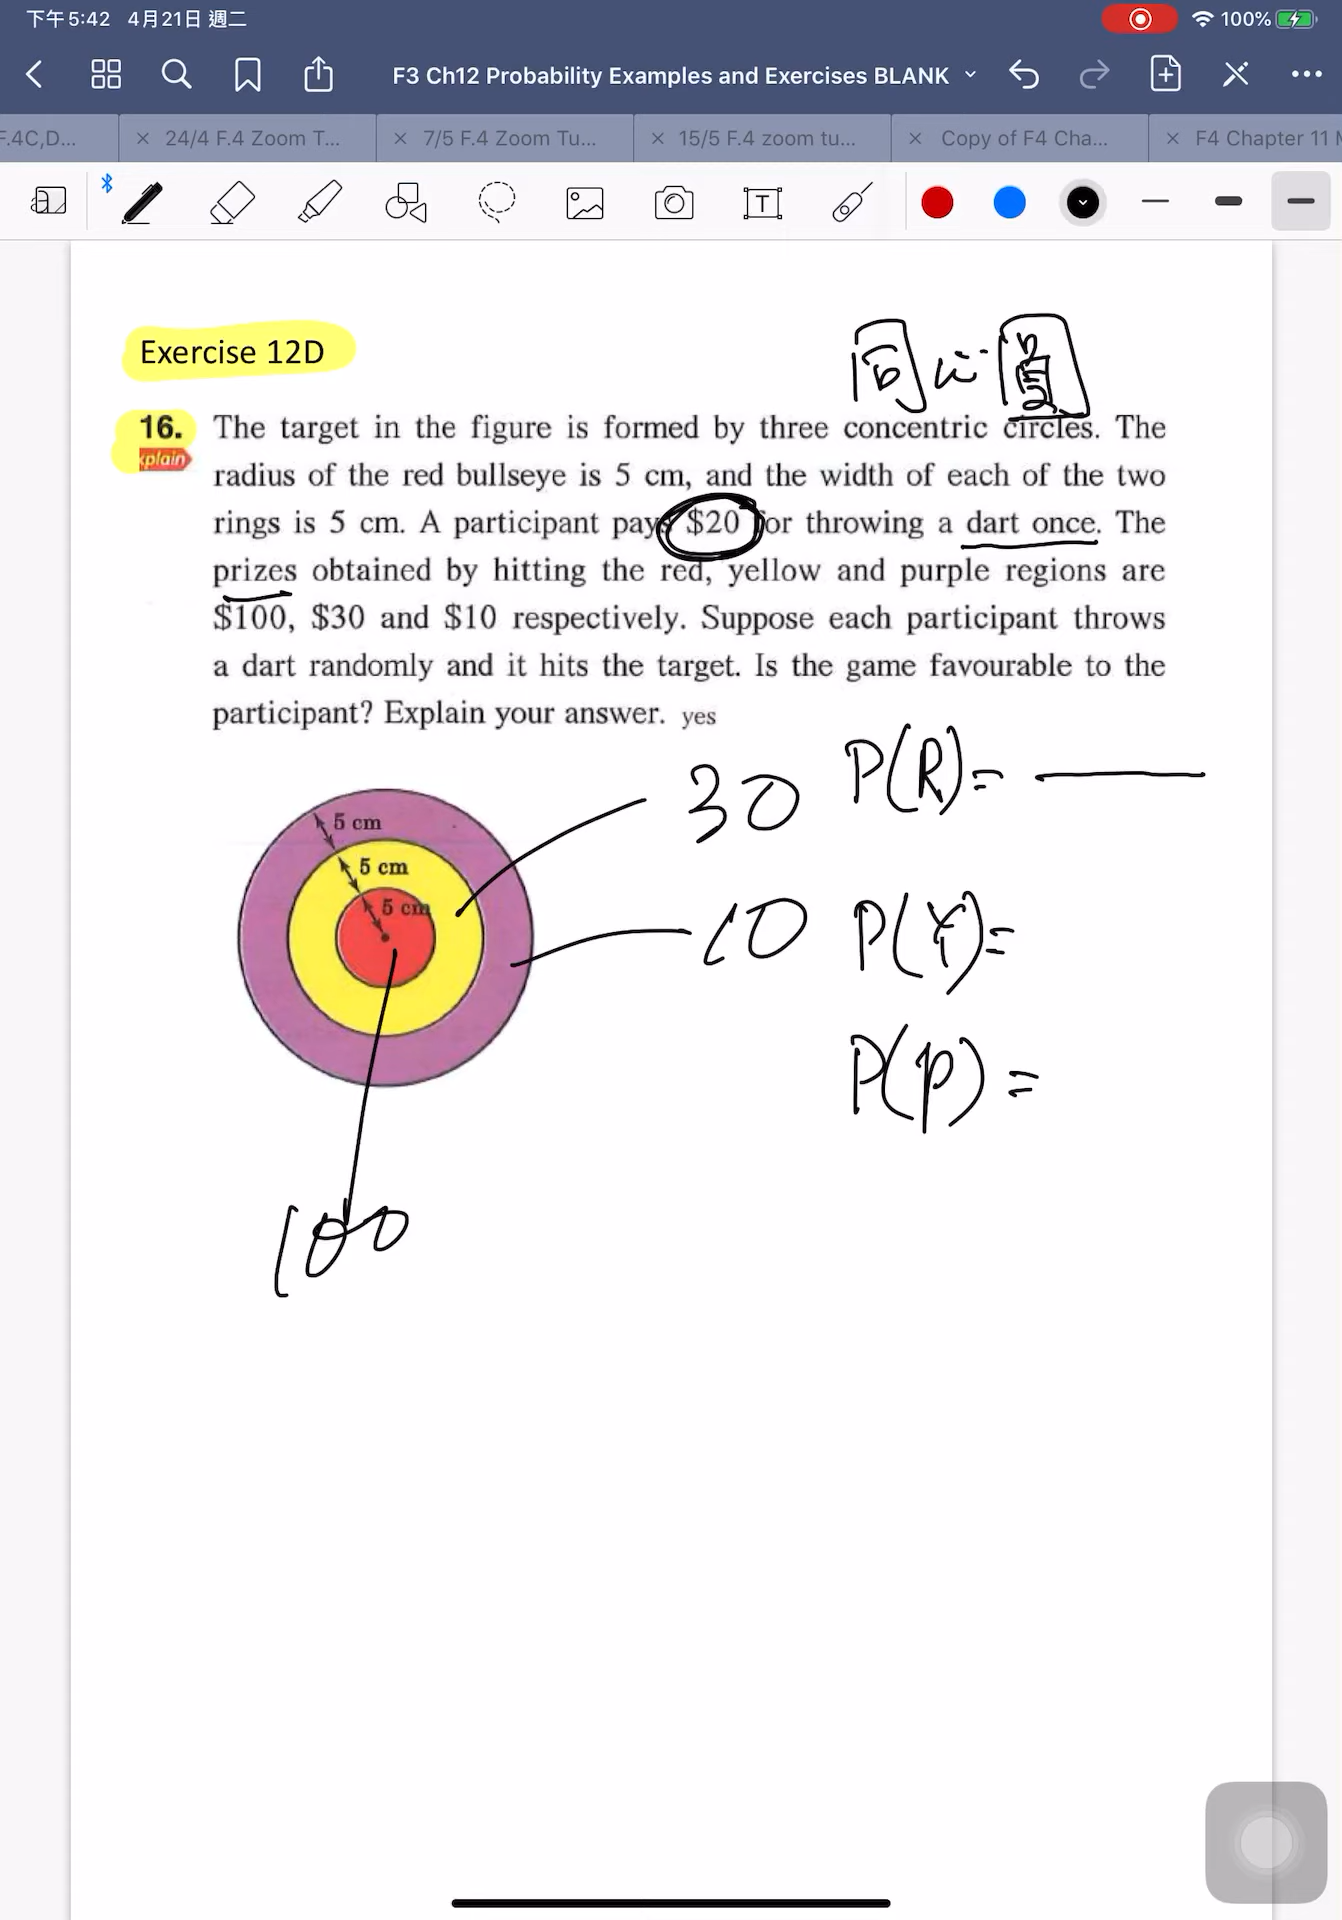 下午5:42 4月21日 週二
100%
F3 Ch12 Probability Examples and Exercises BLANK
F.4C,D...
24/4 F.4 Zoom T...
7/5 F.4 Zoom Tu...
15/5 F.4 zoom tu...
Copy of F4 Cha...
F4 Chapter 11 M
Exercise 12D
同心圓
16. The target in the figure is formed by three concentric circles. The
xplain
radius of the red bullseye is 5 cm, and the width of each of the two
rings is 5 cm. A participant pays $20 for throwing a dart once. The
prizes obtained by hitting the red, yellow and purple regions are
$100, $30 and $10 respectively. Suppose each participant throws
a dart randomly and it hits the target. Is the game favourable to the
participant? Explain your answer. yes
30 P(R)=
5 cm
5 cm
5 cm
10 P(Y)=
P(P)=
100